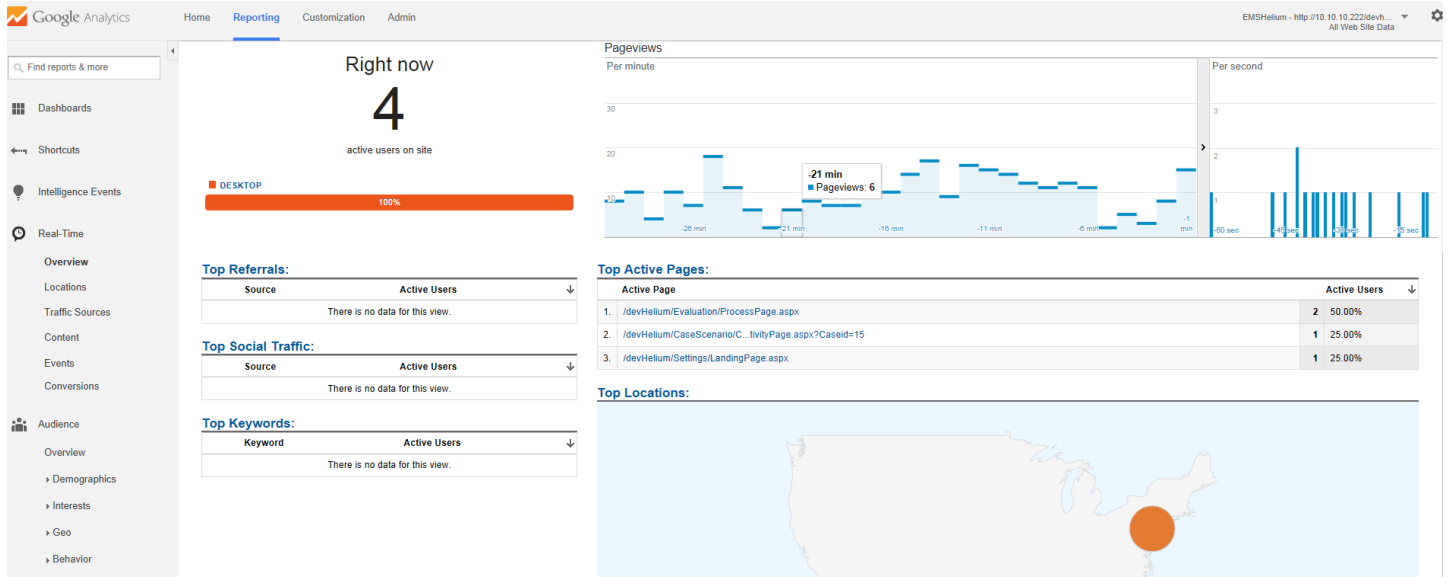 Google Analytics
Home Reporting Customization Admin
EMSHelium - http://10.10.10.222/devh...
All Web Site Data
Find reports & more
Dashboards
Shortcuts
Intelligence Events
Real-Time
Overview
Locations
Traffic Sources
Content
Events
Conversions
Audience
Overview
Demographics
Interests
Geo
Behavior
Right now
4
active users on site
DESKTOP
100%
Pageviews
Per minute
30
20
10
-21 min
Pageviews: 6
-26 min -21 min -16 min -11 min -6 min -1 min
Per second
3
2
1
-60 sec -45 sec -30 sec -15 sec
Top Referrals:
Source Active Users
There is no data for this view.
Top Social Traffic:
Source Active Users
There is no data for this view.
Top Keywords:
Keyword Active Users
There is no data for this view.
Top Active Pages:
Active Page Active Users
1. /devHelium/Evaluation/ProcessPage.aspx 2 50.00%
2. /devHelium/CaseScenario/C...tivityPage.aspx?Caseid=15 1 25.00%
3. /devHelium/Settings/LandingPage.aspx 1 25.00%
Top Locations: